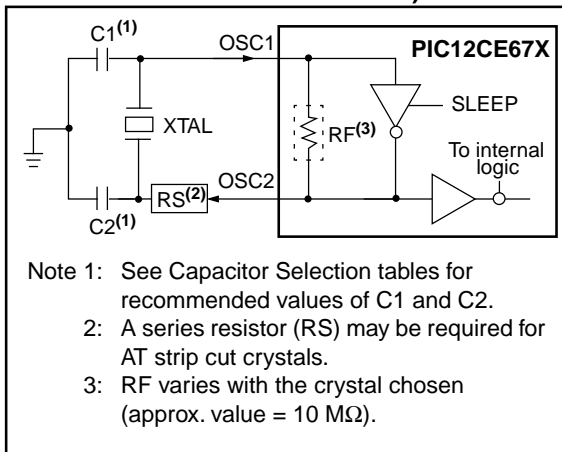 C1(1)
OSC1
PIC12CE67X
SLEEP
XTAL
RF(3)
To internal
logic
OSC2
RS(2)
C2(1)
Note 1: See Capacitor Selection tables for
recommended values of C1 and C2.
2: A series resistor (RS) may be required for
AT strip cut crystals.
3: RF varies with the crystal chosen
(approx. value = 10 MΩ).